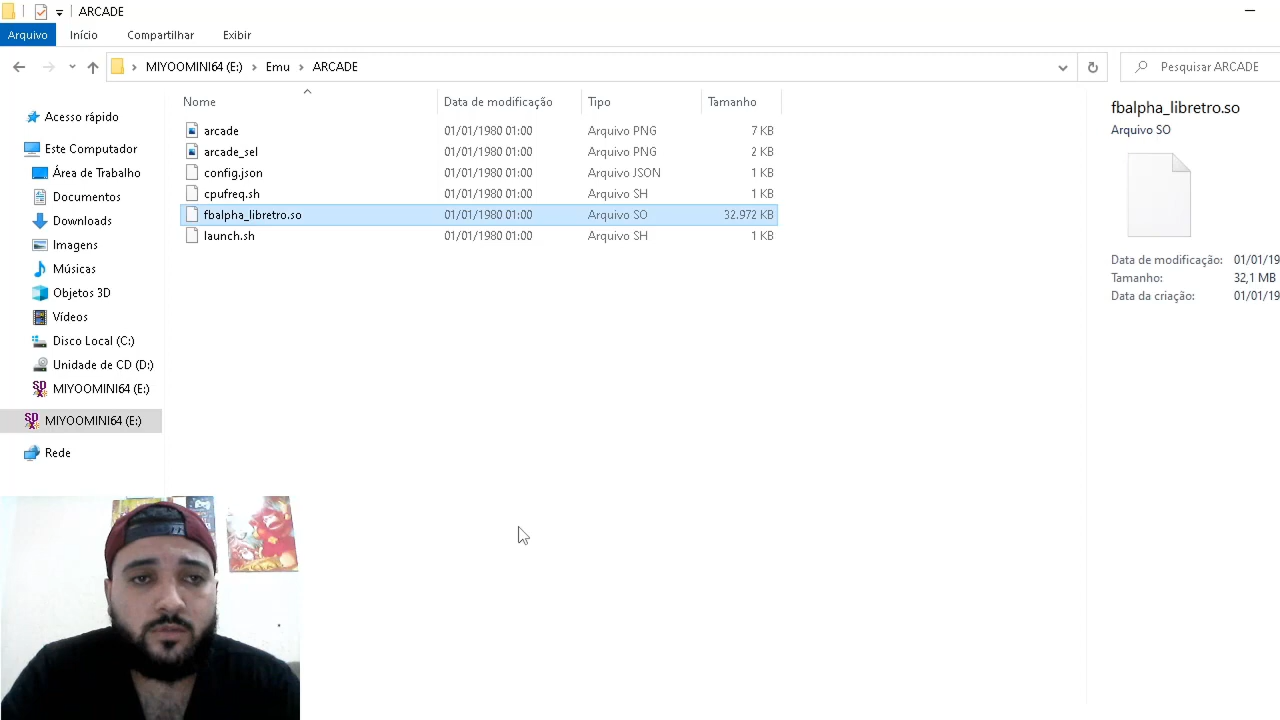 ARCADE
Arquivo Início Compartilhar Exibir
MIYOOMINI64 (E:) Emu ARCADE
Pesquisar ARCADE
Nome Data de modificação Tipo Tamanho
arcade 01/01/1980 01:00 Arquivo PNG 7 KB
arcade_sel 01/01/1980 01:00 Arquivo PNG 2 KB
config.json 01/01/1980 01:00 Arquivo JSON 1 KB
cpufreq.sh 01/01/1980 01:00 Arquivo SH 1 KB
fbalpha_libretro.so 01/01/1980 01:00 Arquivo SO 32.972 KB
launch.sh 01/01/1980 01:00 Arquivo SH 1 KB
Acesso rápido
Este Computador
Área de Trabalho
Documentos
Downloads
Imagens
Músicas
Objetos 3D
Vídeos
Disco Local (C:)
Unidade de CD (D:)
MIYOOMINI64 (E:)
MIYOOMINI64 (E:)
Rede
fbalpha_libretro.so
Arquivo SO
Data de modificação: 01/01/19
Tamanho: 32,1 MB
Data da criação: 01/01/19